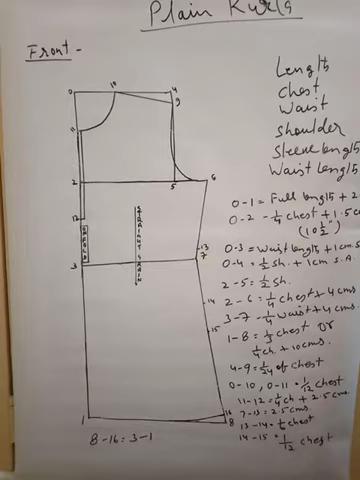 Plain Kurta
Front -
Length
Chest
Waist
Shoulder
Sleeve length
Waist Length
0-1 = Full length + 2
0-2 - 1/4 chest + 1.5c
(10 1/2")
0-3 = Waist length + 1cm S.
0-4 = 1/2 sh. + 1cm S.A
2-5 = 1/2 sh.
2-6 = 1/4 chest + 4 cms
3-7 - 1/4 waist + 4 cms
1-8 = 1/3 chest or
1/4 ch. + 10 cms.
4-9 = 1/24 of chest
0-10, 0-11 = 1/12 chest
11-12 = 1/4 ch + 2.5 cms.
7-13 = 2.5 cms.
13-14 = 1/4 chest
14-15 = 1/12 chest
0
10
4
9
11
2
5
6
12
STRAIGHT GRAIN
13
7
3
14
15
16
8
1
8-16 = 3-1